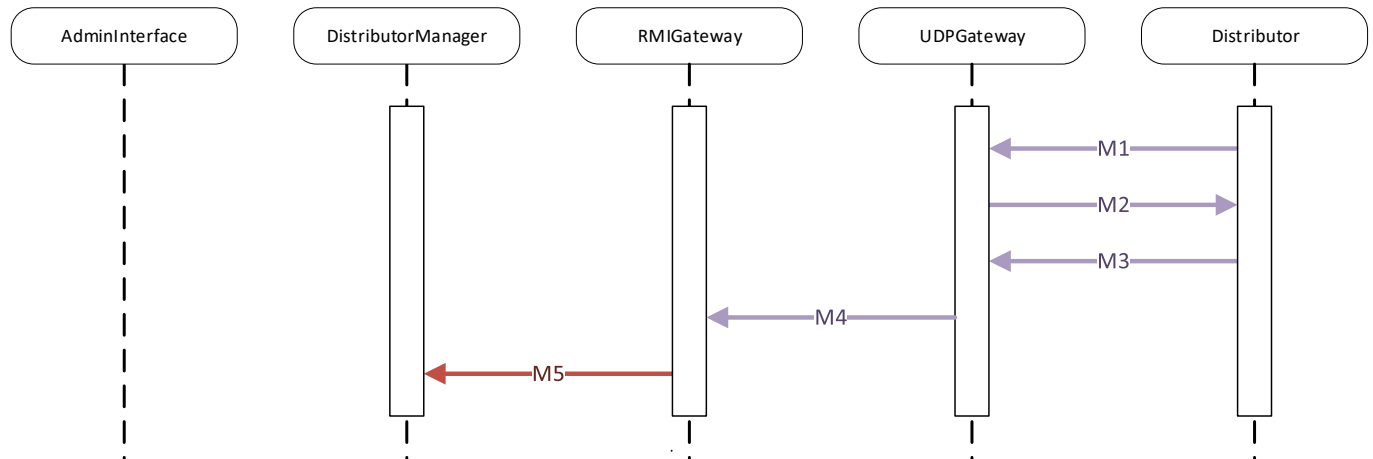 AdminInterface
DistributorManager
RMIGateway
UDPGateway
Distributor
M1
M2
M3
M4
M5